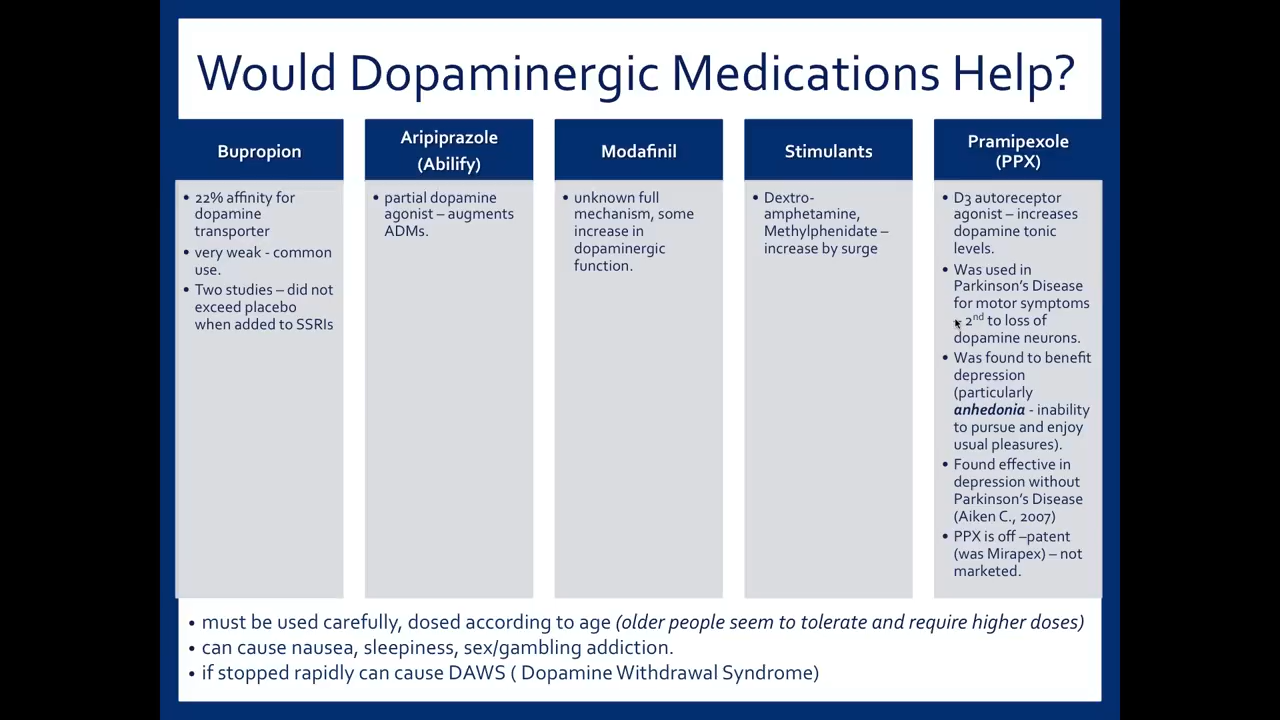 Would Dopaminergic Medications Help?
Bupropion
• 22% affinity for
dopamine
transporter
• very weak - common
use.
• Two studies – did not
exceed placebo
when added to SSRIs
Aripiprazole
(Abilify)
• partial dopamine
agonist – augments
ADMs.
Modafinil
• unknown full
mechanism, some
increase in
dopaminergic
function.
Stimulants
• Dextro-
amphetamine,
Methylphenidate –
increase by surge
Pramipexole
(PPX)
• D3 autoreceptor
agonist – increases
dopamine tonic
levels.
• Was used in
Parkinson's Disease
for motor symptoms
– 2nd to loss of
dopamine neurons.
• Was found to benefit
depression
(particularly
anhedonia - inability
to pursue and enjoy
usual pleasures).
• Found effective in
depression without
Parkinson's Disease
(Aiken C., 2007)
• PPX is off –patent
(was Mirapex) – not
marketed.
• must be used carefully, dosed according to age (older people seem to tolerate and require higher doses)
• can cause nausea, sleepiness, sex/gambling addiction.
• if stopped rapidly can cause DAWS ( Dopamine Withdrawal Syndrome)